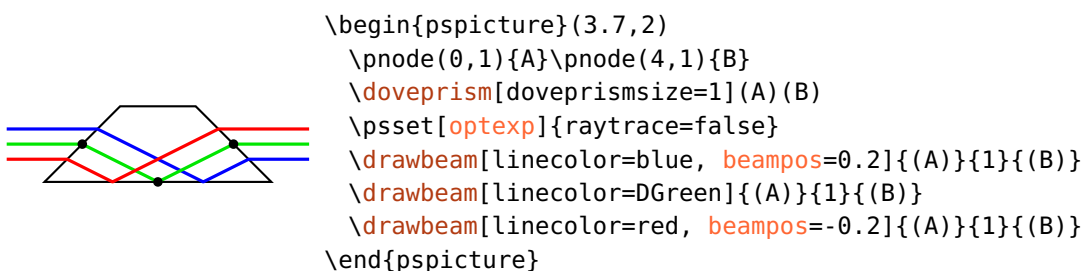 \begin{pspicture}(3.7,2)
\pnode(0,1){A}\pnode(4,1){B}
\doveprism[doveprismsize=1](A)(B)
\psset[optexp]{raytrace=false}
\drawbeam[linecolor=blue, beampos=0.2]{(A)}{1}{(B)}
\drawbeam[linecolor=DGreen]{(A)}{1}{(B)}
\drawbeam[linecolor=red, beampos=-0.2]{(A)}{1}{(B)}
\end{pspicture}